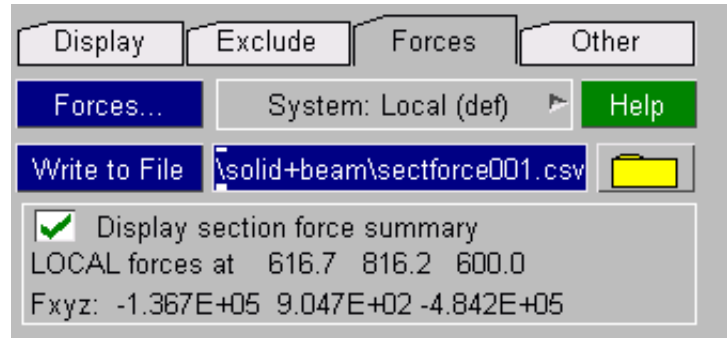 Display Exclude Forces Other
Forces... System: Local (def) Help
Write to File \solid+beam\sectforce001.csv
Display section force summary
LOCAL forces at 616.7 816.2 600.0
Fxyz: -1.367E+05 9.047E+02 -4.842E+05